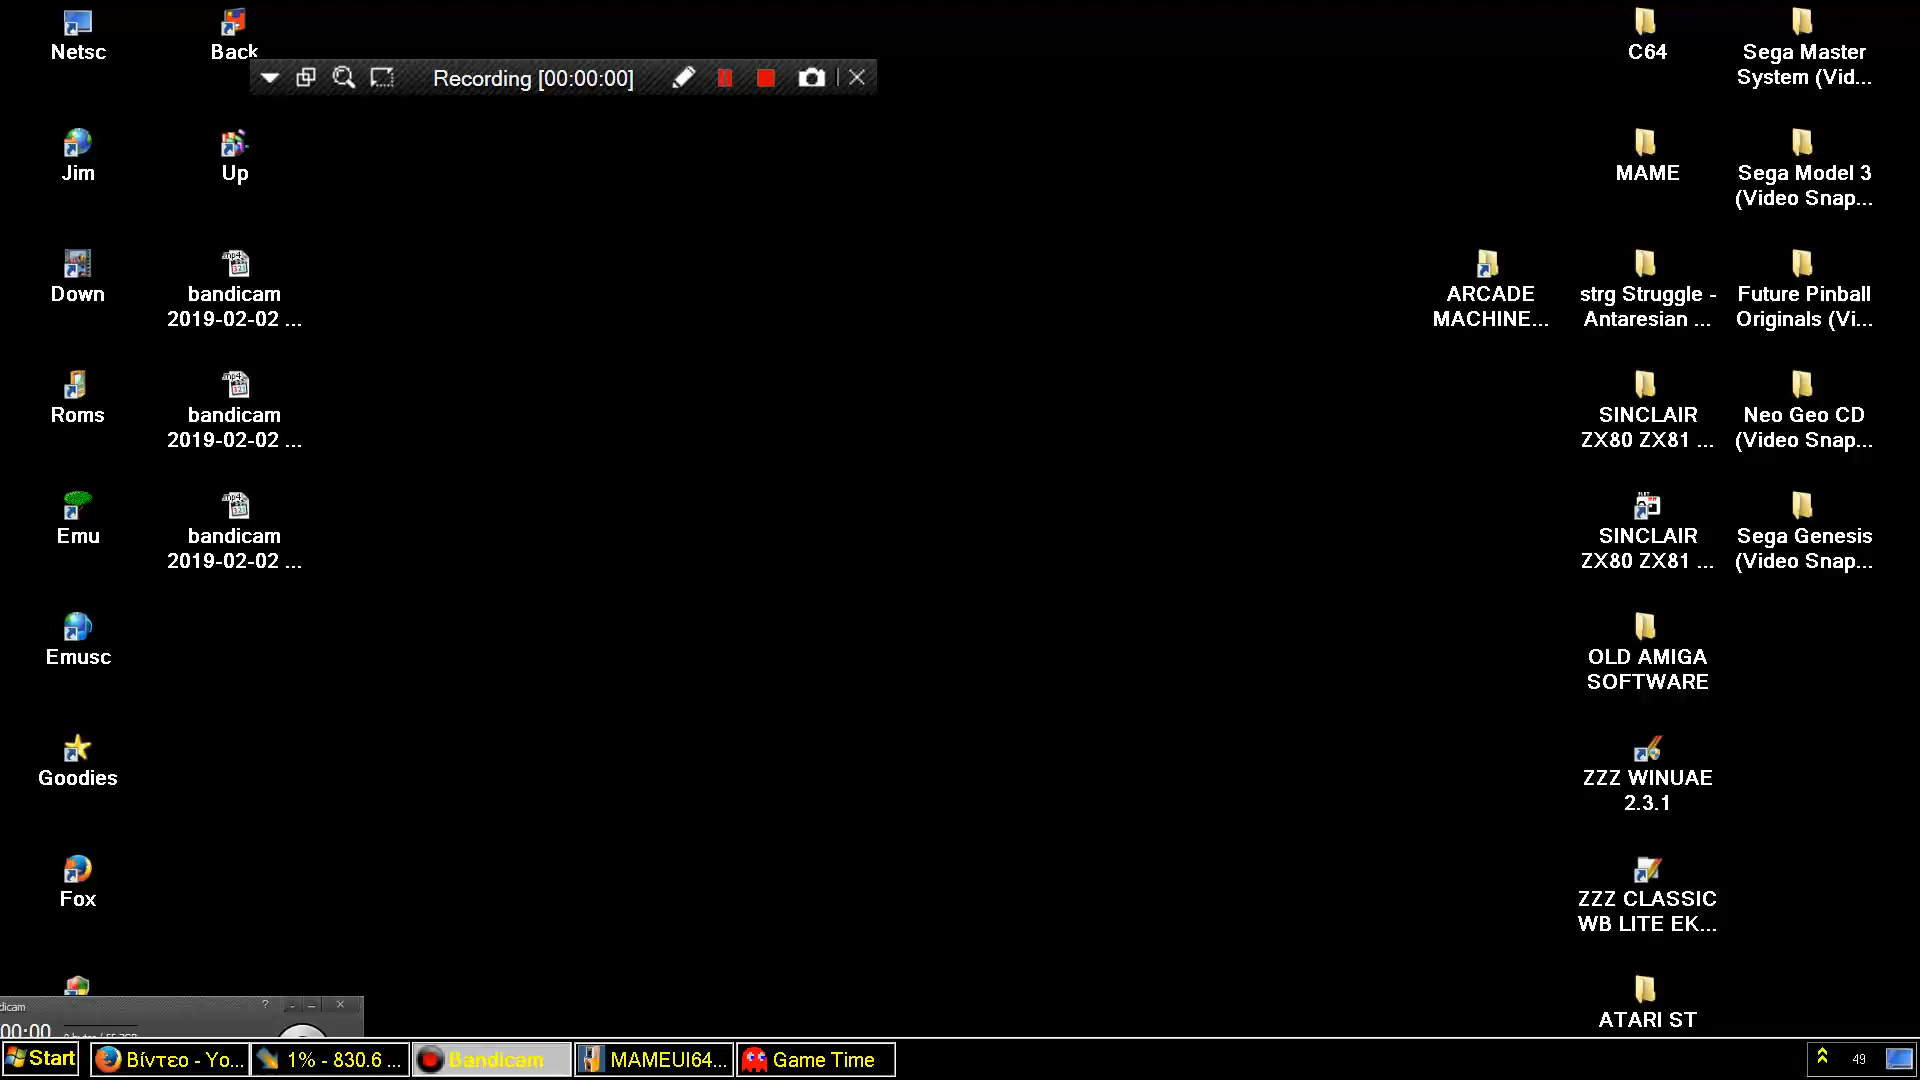 Netsc
Back
Recording [00:00:00]
C64
Sega Master
System (Vid...
Jim
Up
MAME
Sega Model 3
(Video Snap...
Down
bandicam
2019-02-02 ...
ARCADE
MACHINE...
strg Struggle -
Antaresian ...
Future Pinball
Originals (Vi...
Roms
bandicam
2019-02-02 ...
SINCLAIR
ZX80 ZX81 ...
Neo Geo CD
(Video Snap...
Emu
bandicam
2019-02-02 ...
SINCLAIR
ZX80 ZX81 ...
Sega Genesis
(Video Snap...
Emusc
OLD AMIGA
SOFTWARE
Goodies
ZZZ WINUAE
2.3.1
Fox
ZZZ CLASSIC
WB LITE EK...
ATARI ST
dicam
00:00
Start
Βίντεο - Yo...
1% - 830.6 ...
Bandicam
MAMEUI64...
Game Time
49